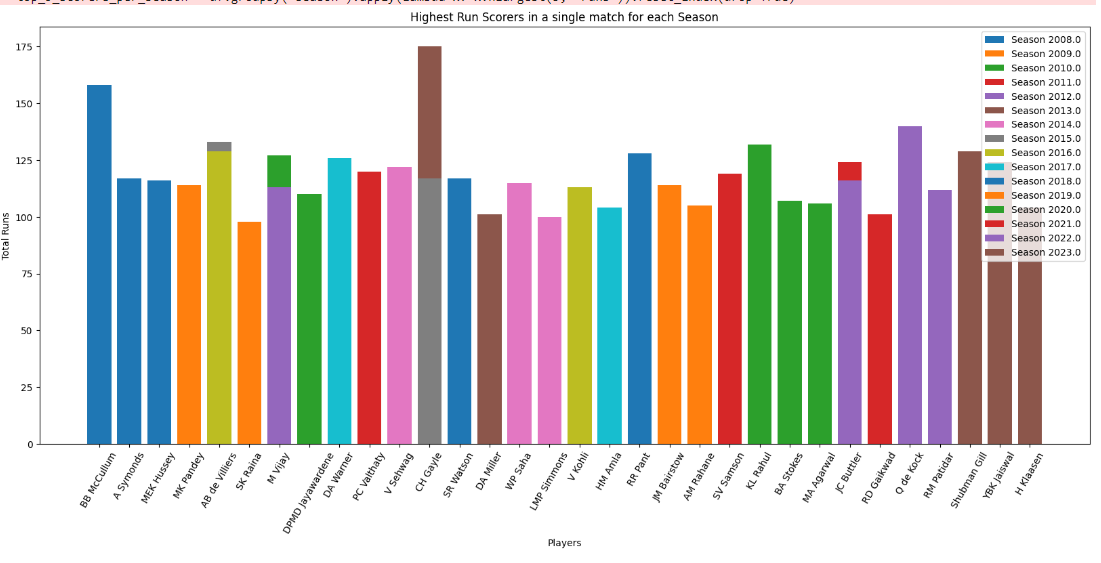 Highest Run Scorers in a single match for each Season
Total Runs
175
150
125
100
75
50
25
0
Season 2008.0
Season 2009.0
Season 2010.0
Season 2011.0
Season 2012.0
Season 2013.0
Season 2014.0
Season 2015.0
Season 2016.0
Season 2017.0
Season 2018.0
Season 2019.0
Season 2020.0
Season 2021.0
Season 2022.0
Season 2023.0
BB McCullum
A Symonds
MEK Hussey
MK Pandey
AB de Villiers
SK Raina
M Vijay
DPMD Jayawardene
DA Warner
PC Valthaty
V Sehwag
CH Gayle
SR Watson
DA Miller
WP Saha
LMP Simmons
V Kohli
HM Amla
RR Pant
JM Bairstow
AM Rahane
SV Samson
KL Rahul
BA Stokes
MA Agarwal
JC Buttler
RD Gaikwad
Q de Kock
RM Patidar
Shubman Gill
YBK Jaiswal
H Klaasen
Players